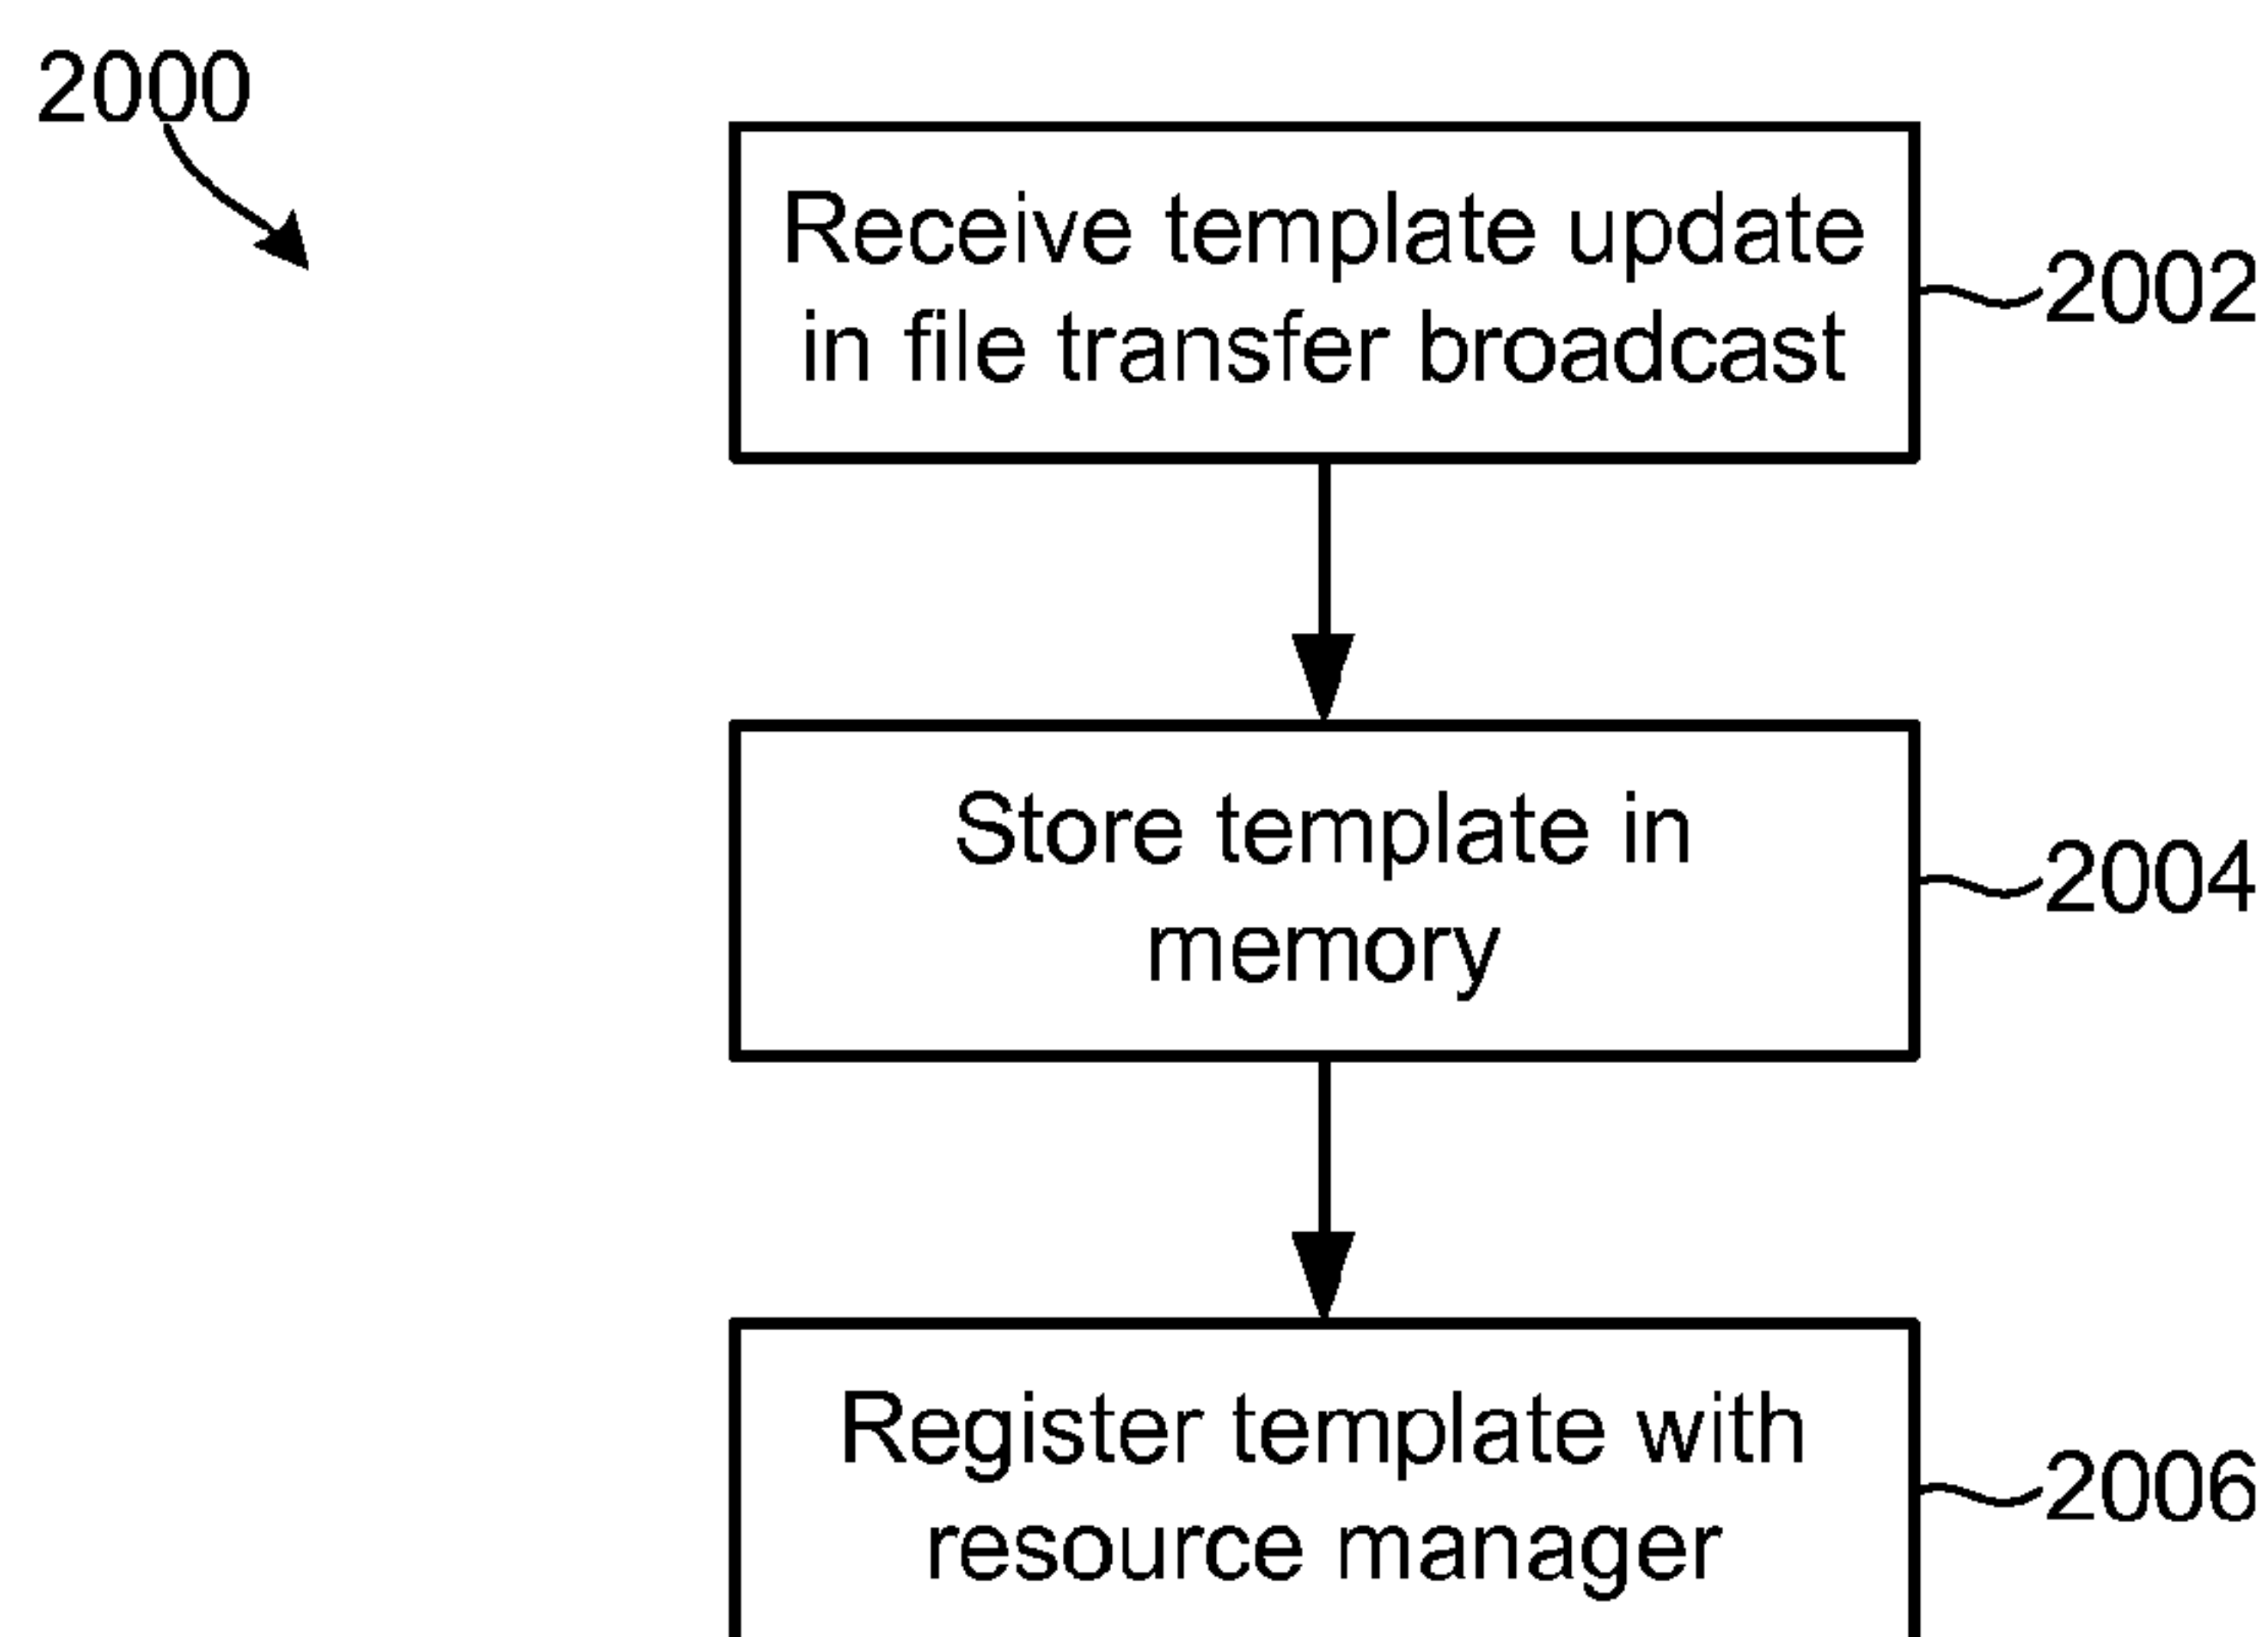 2000
Receive template update
in file transfer broadcast
2002
Store template in
memory
2004
Register template with
resource manager
2006